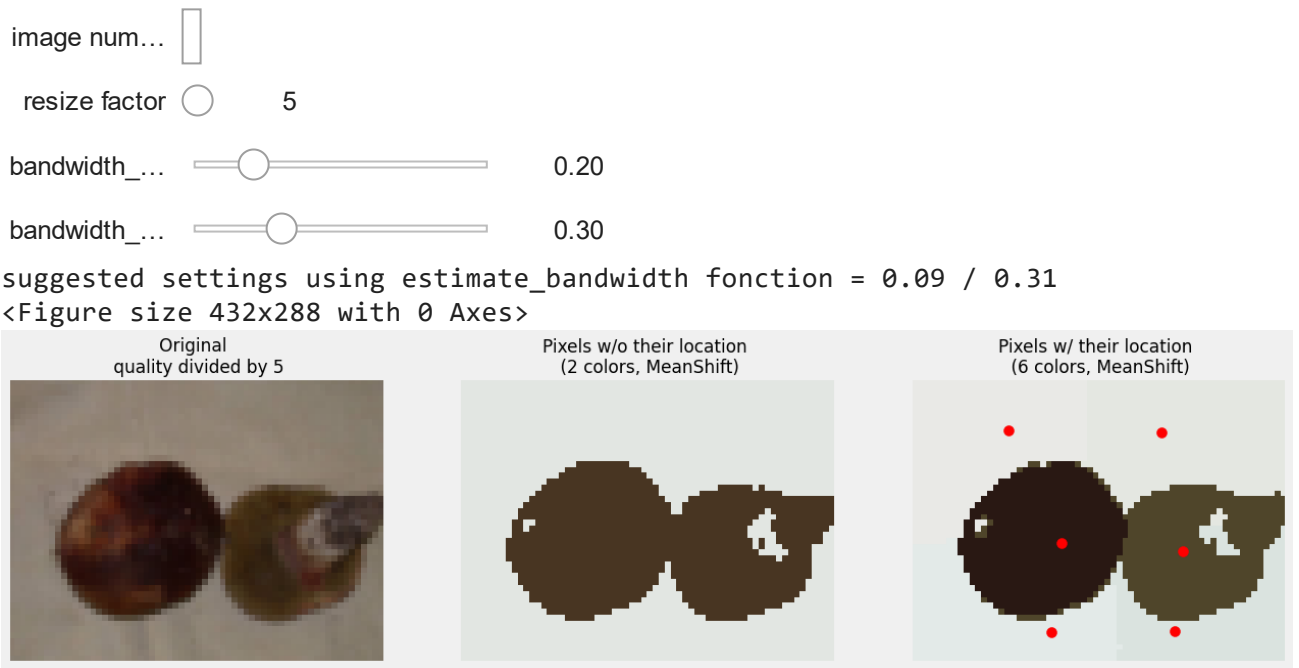 image num…
resize factor 5
bandwidth_… 0.20
bandwidth_… 0.30
suggested settings using estimate_bandwidth fonction = 0.09 / 0.31
<Figure size 432x288 with 0 Axes>
Original
quality divided by 5
Pixels w/o their location
(2 colors, MeanShift)
Pixels w/ their location
(6 colors, MeanShift)